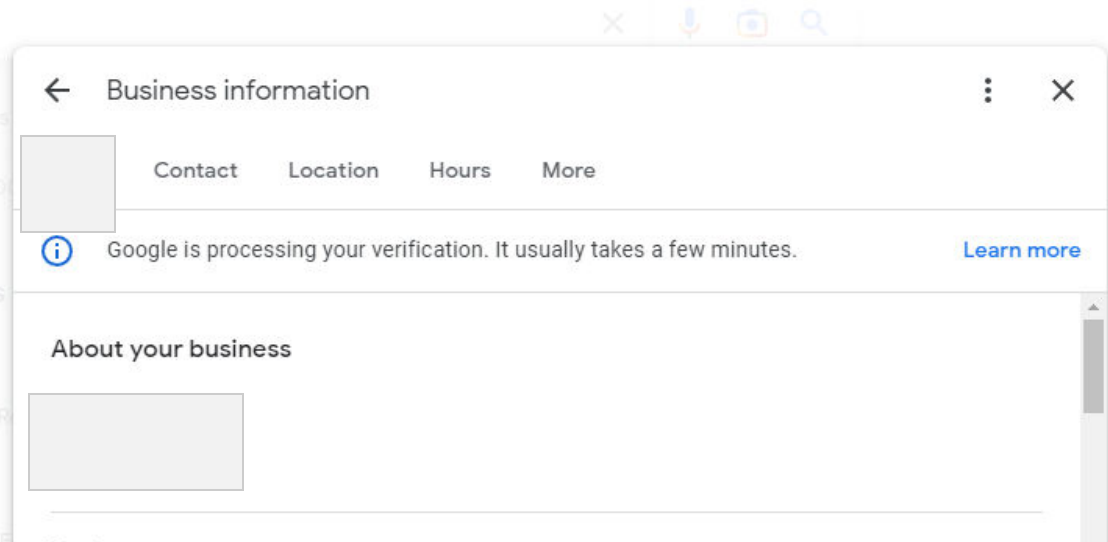 Business information
Contact Location Hours More
Google is processing your verification. It usually takes a few minutes. Learn more
About your business